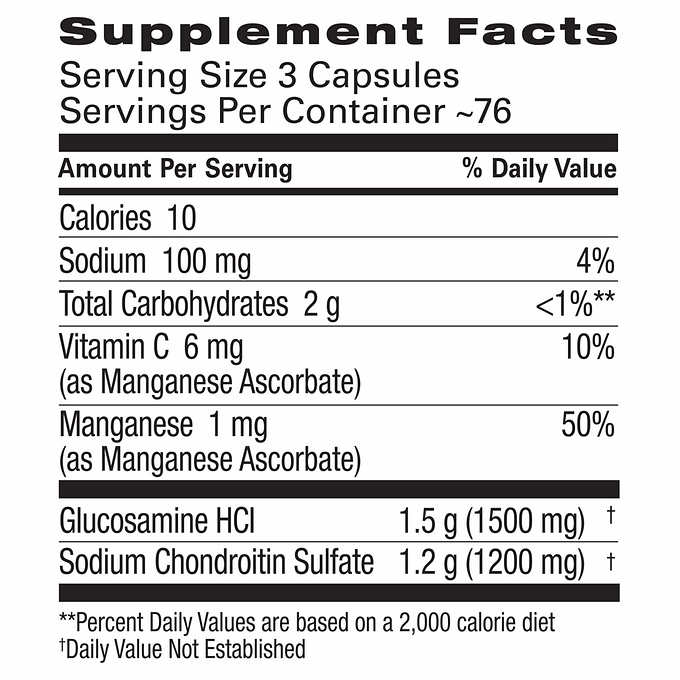 Supplement Facts
Serving Size 3 Capsules
Servings Per Container ~76
Amount Per Serving % Daily Value
Calories 10
Sodium 100 mg 4%
Total Carbohydrates 2 g <1%**
Vitamin C 6 mg 10%
(as Manganese Ascorbate)
Manganese 1 mg 50%
(as Manganese Ascorbate)
Glucosamine HCl 1.5 g (1500 mg) †
Sodium Chondroitin Sulfate 1.2 g (1200 mg) †
**Percent Daily Values are based on a 2,000 calorie diet
†Daily Value Not Established